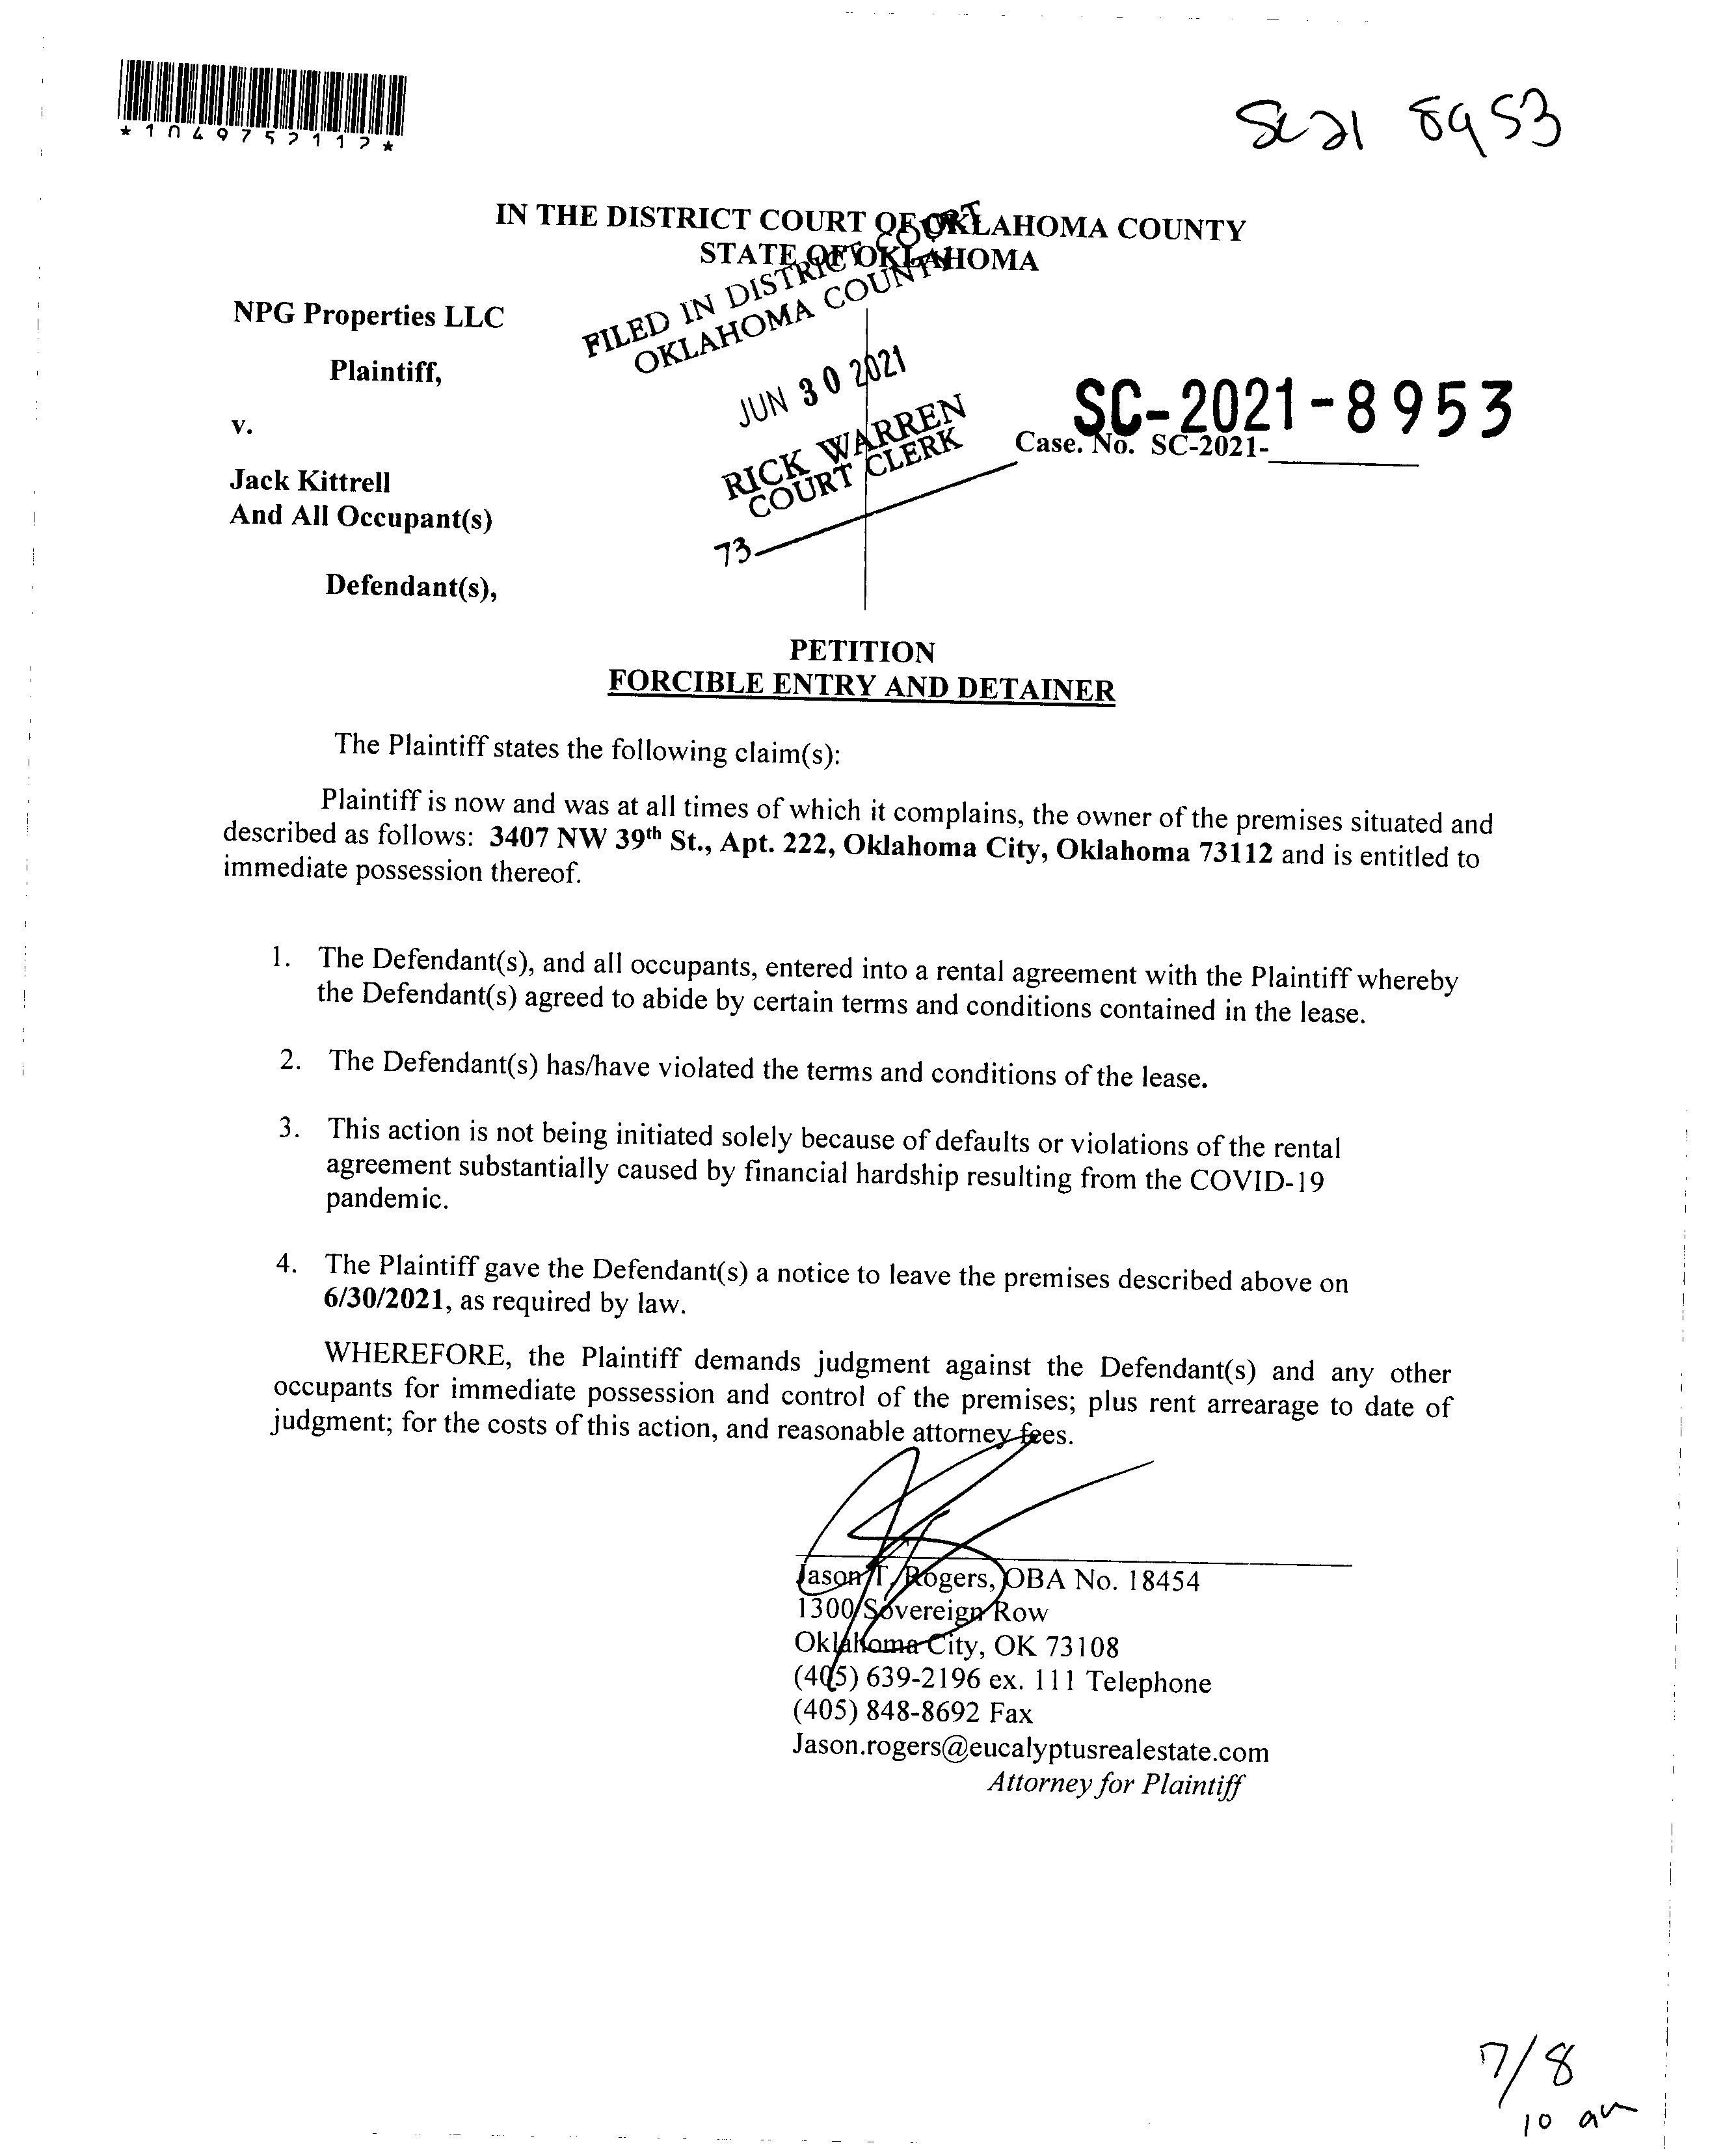 *1049752112*
SC21 8953
IN THE DISTRICT COURT OF OKLAHOMA COUNTY
STATE OF OKLAHOMA
FILED IN DISTRICT COURT
OKLAHOMA COUNTY
JUN 30 2021
RICK WARREN
COURT CLERK
73
NPG Properties LLC
Plaintiff,
v.
Jack Kittrell
And All Occupant(s)
Defendant(s),
SC-2021-8953
Case. No. SC-2021-
PETITION
FORCIBLE ENTRY AND DETAINER
The Plaintiff states the following claim(s):
Plaintiff is now and was at all times of which it complains, the owner of the premises situated and
described as follows: 3407 NW 39th St., Apt. 222, Oklahoma City, Oklahoma 73112 and is entitled to
immediate possession thereof.
1. The Defendant(s), and all occupants, entered into a rental agreement with the Plaintiff whereby
the Defendant(s) agreed to abide by certain terms and conditions contained in the lease.
2. The Defendant(s) has/have violated the terms and conditions of the lease.
3. This action is not being initiated solely because of defaults or violations of the rental
agreement substantially caused by financial hardship resulting from the COVID-19
pandemic.
4. The Plaintiff gave the Defendant(s) a notice to leave the premises described above on
6/30/2021, as required by law.
WHEREFORE, the Plaintiff demands judgment against the Defendant(s) and any other
occupants for immediate possession and control of the premises; plus rent arrearage to date of
judgment; for the costs of this action, and reasonable attorney fees.
Jason T. Rogers, OBA No. 18454
1300 Sovereign Row
Oklahoma City, OK 73108
(405) 639-2196 ex. 111 Telephone
(405) 848-8692 Fax
Jason.rogers@eucalyptusrealestate.com
Attorney for Plaintiff
7/8
10 am